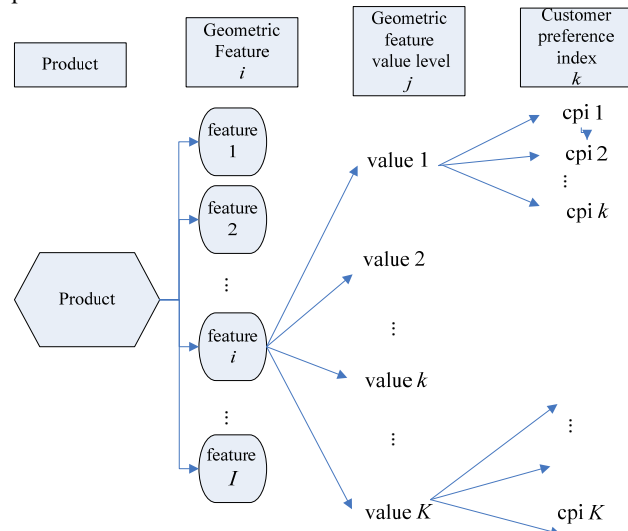 Product
Geometric
Feature
i
Geometric
feature
value level
j
Customer
preference
index
k
feature
1
feature
2
...
feature
i
...
feature
I
Product
value 1
value 2
...
value k
...
value K
cpi 1
cpi 2
...
cpi k
...
cpi K